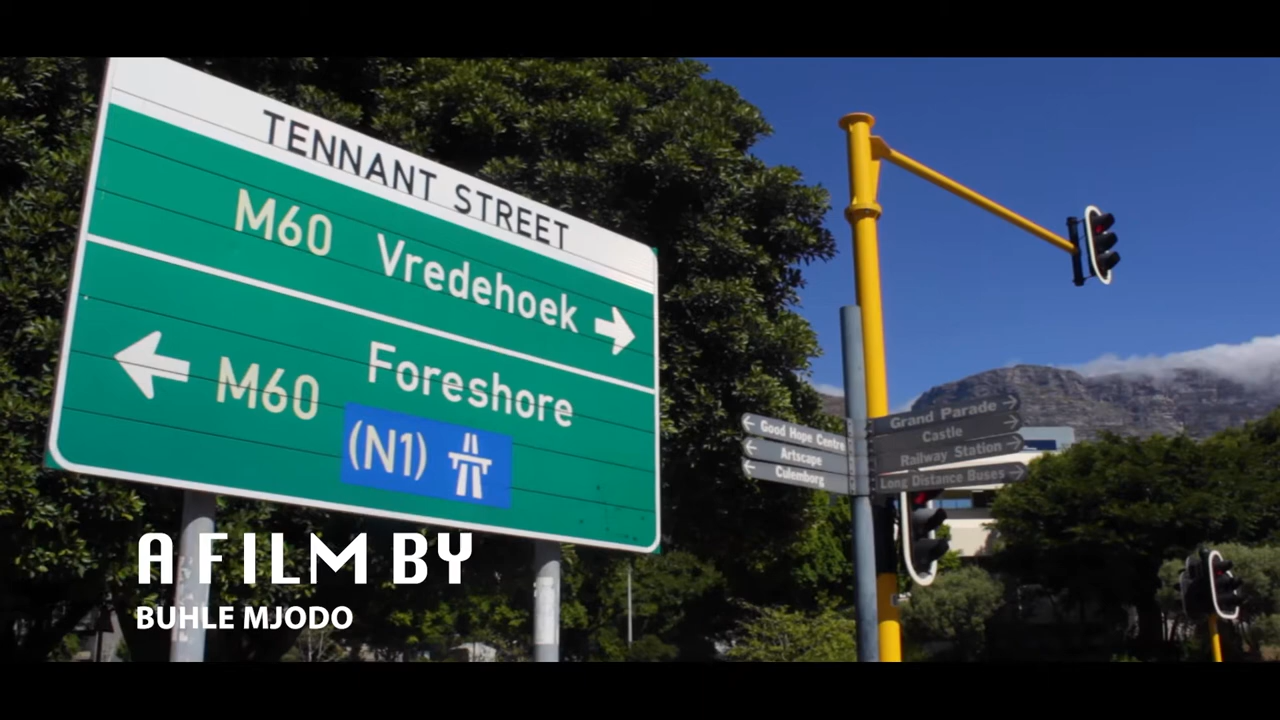 TENNANT STREET
M60 Vredehoek
M60 Foreshore
(N1)
Good Hope Centre
Artscape
Culemborg
Grand Parade
Castle
Railway Station
Long Distance Buses
A FILM BY
BUHLE MJODO